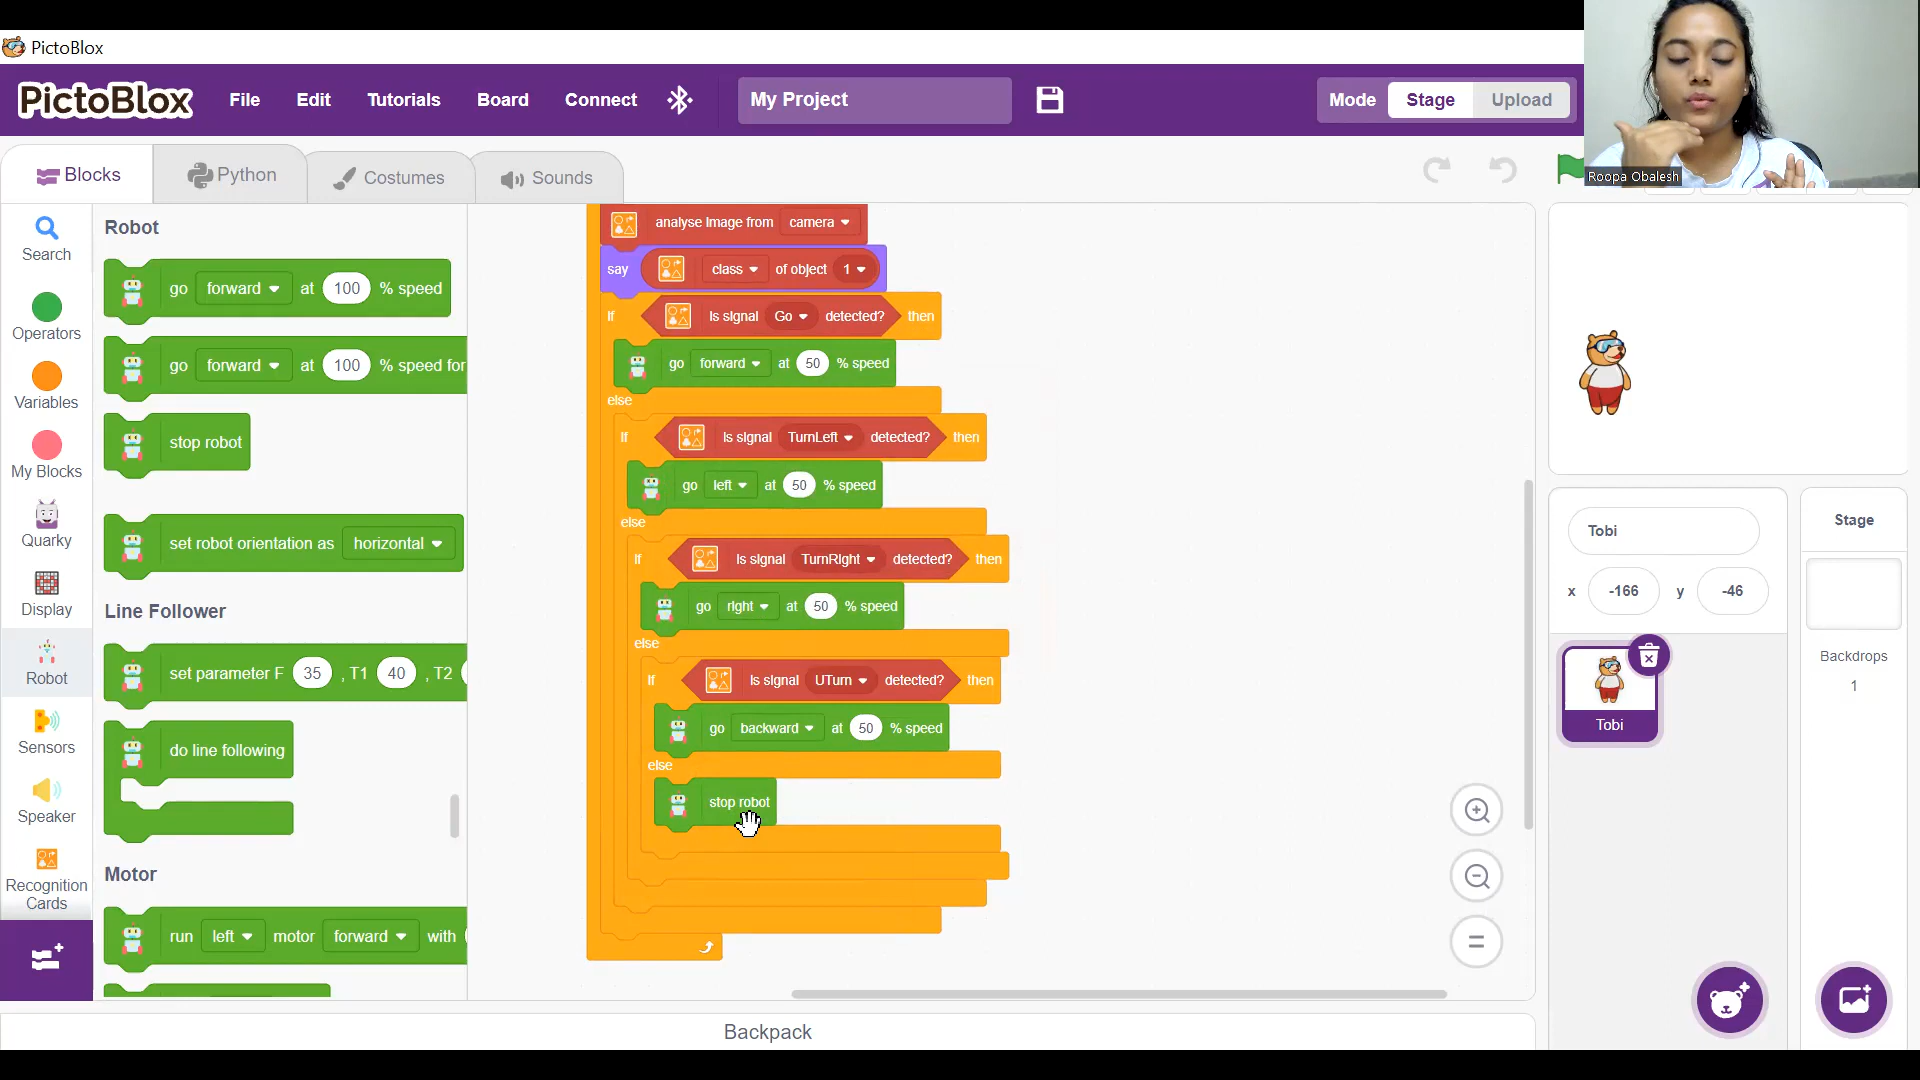 PictoBlox
PictoBlox File Edit Tutorials Board Connect My Project Mode Stage Upload
Roopa Obalesh
Blocks Python Costumes Sounds
Search
Operators
Variables
My Blocks
Quarky
Display
Robot
Sensors
Speaker
Recognition
Cards
Robot
go forward at 100 % speed
go forward at 100 % speed for
stop robot
set robot orientation as horizontal
Line Follower
set parameter F 35 , T1 40 , T2
do line following
Motor
run left motor forward with
analyse image from camera
say class of object 1
if is signal Go detected? then
go forward at 50 % speed
else
if is signal TurnLeft detected? then
go left at 50 % speed
else
if is signal TurnRight detected? then
go right at 50 % speed
else
if is signal UTurn detected? then
go backward at 50 % speed
else
stop robot
Tobi
x -166 y -46
Tobi
Stage
Backdrops
1
Backpack